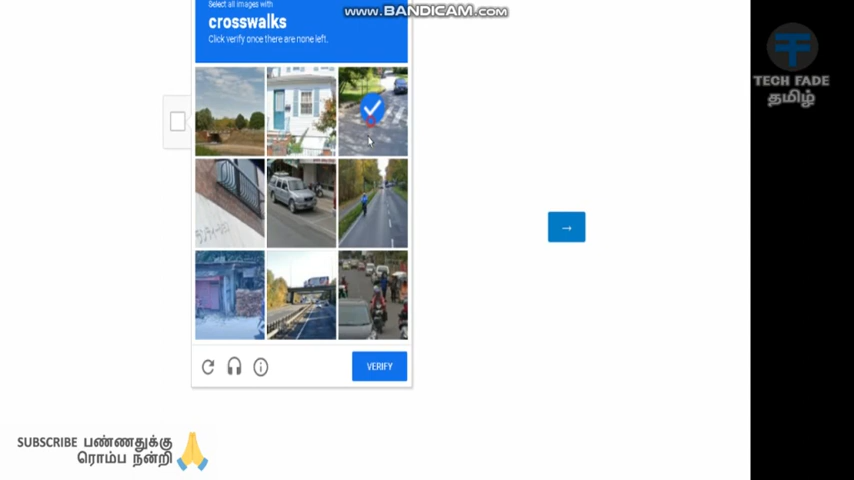 www.BANDICAM.com
Select all images with
crosswalks
Click verify once there are none left.
TECH FADE
தமிழ்
→
VERIFY
SUBSCRIBE பண்ணதுக்கு
ரொம்ப நன்றி